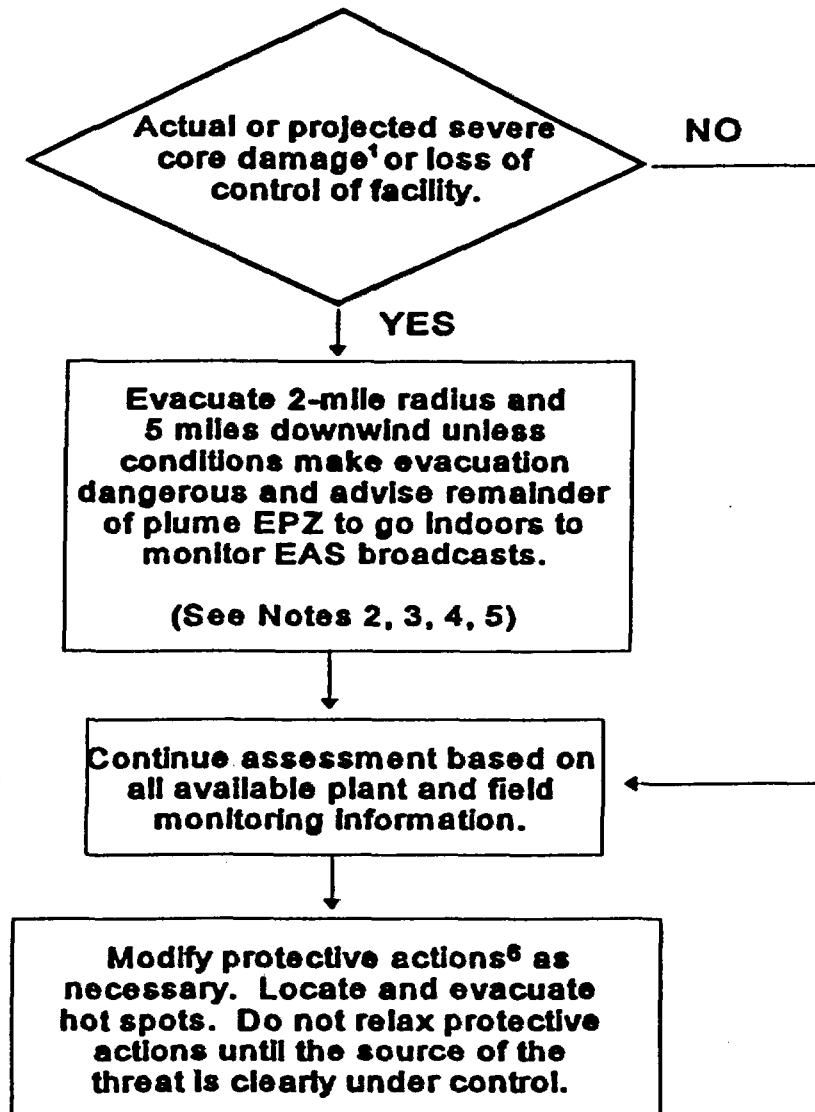 Actual or projected severe
core damage¹ or loss of
control of facility.
NO
YES
Evacuate 2-mile radius and
5 miles downwind unless
conditions make evacuation
dangerous and advise remainder
of plume EPZ to go indoors to
monitor EAS broadcasts.
(See Notes 2, 3, 4, 5)
Continue assessment based on
all available plant and field
monitoring information.
Modify protective actions⁶ as
necessary. Locate and evacuate
hot spots. Do not relax protective
actions until the source of the
threat is clearly under control.